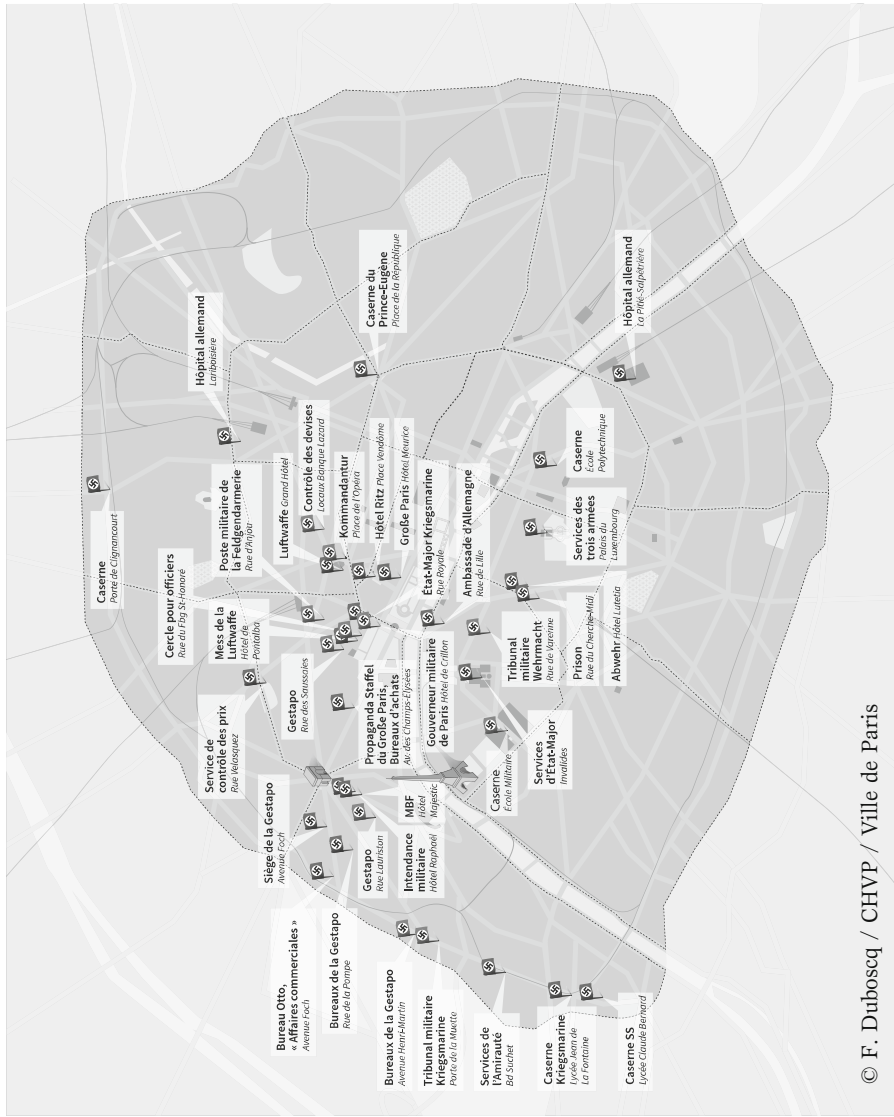 Caserne
Porte de Clignancourt
Cercle pour officiers
Rue du Fbg St-Honoré
Hôpital allemand
Lariboisière
Service de
contrôle des prix
Rue Velasquez
Mess de la
Luftwaffe
Hôtel de
Pontalba
Poste militaire de
la Feldgendarmerie
Rue d'Anjou
Luftwaffe Grand Hôtel
Contrôle des devises
Locaux Banque Lazard
Siège de la Gestapo
Avenue Foch
Gestapo
Rue des Saussaies
Kommandantur
Place de l'Opéra
Caserne du
Prince-Eugène
Place de la République
Hôtel Ritz Place Vendôme
Große Paris Hôtel Meurice
Bureau Otto,
« Affaires commerciales »
Avenue Foch
Bureaux de la Gestapo
Rue de la Pompe
Gestapo
Rue Lauriston
Propaganda Staffel
du Große Paris,
Bureaux d'achats
Av. des Champs-Elysées
État-Major Kriegsmarine
Rue Royale
Intendance
militaire
Hôtel Raphaël
MBF
Hôtel
Majestic
Gouverneur militaire
de Paris Hôtel de Crillon
Ambassade d'Allemagne
Rue de Lille
Bureaux de la Gestapo
Avenue Henri-Martin
Tribunal militaire
Kriegsmarine
Porte de la Muette
Caserne
École Militaire
Tribunal
militaire
Wehrmacht
Rue de Varenne
Services des
trois armées
Palais du
Luxembourg
Caserne
Ecole
Polytechnique
Services de
l'Amirauté
Bd Suchet
Services
d'État-Major
Invalides
Prison
Rue du Cherche-Midi
Abwehr Hôtel Lutetia
Hôpital allemand
La Pitié-Salpêtrière
Caserne
Kriegsmarine
Lycée Jean de
La Fontaine
Caserne SS
Lycée Claude Bernard
© F. Duboscq / CHVP / Ville de Paris